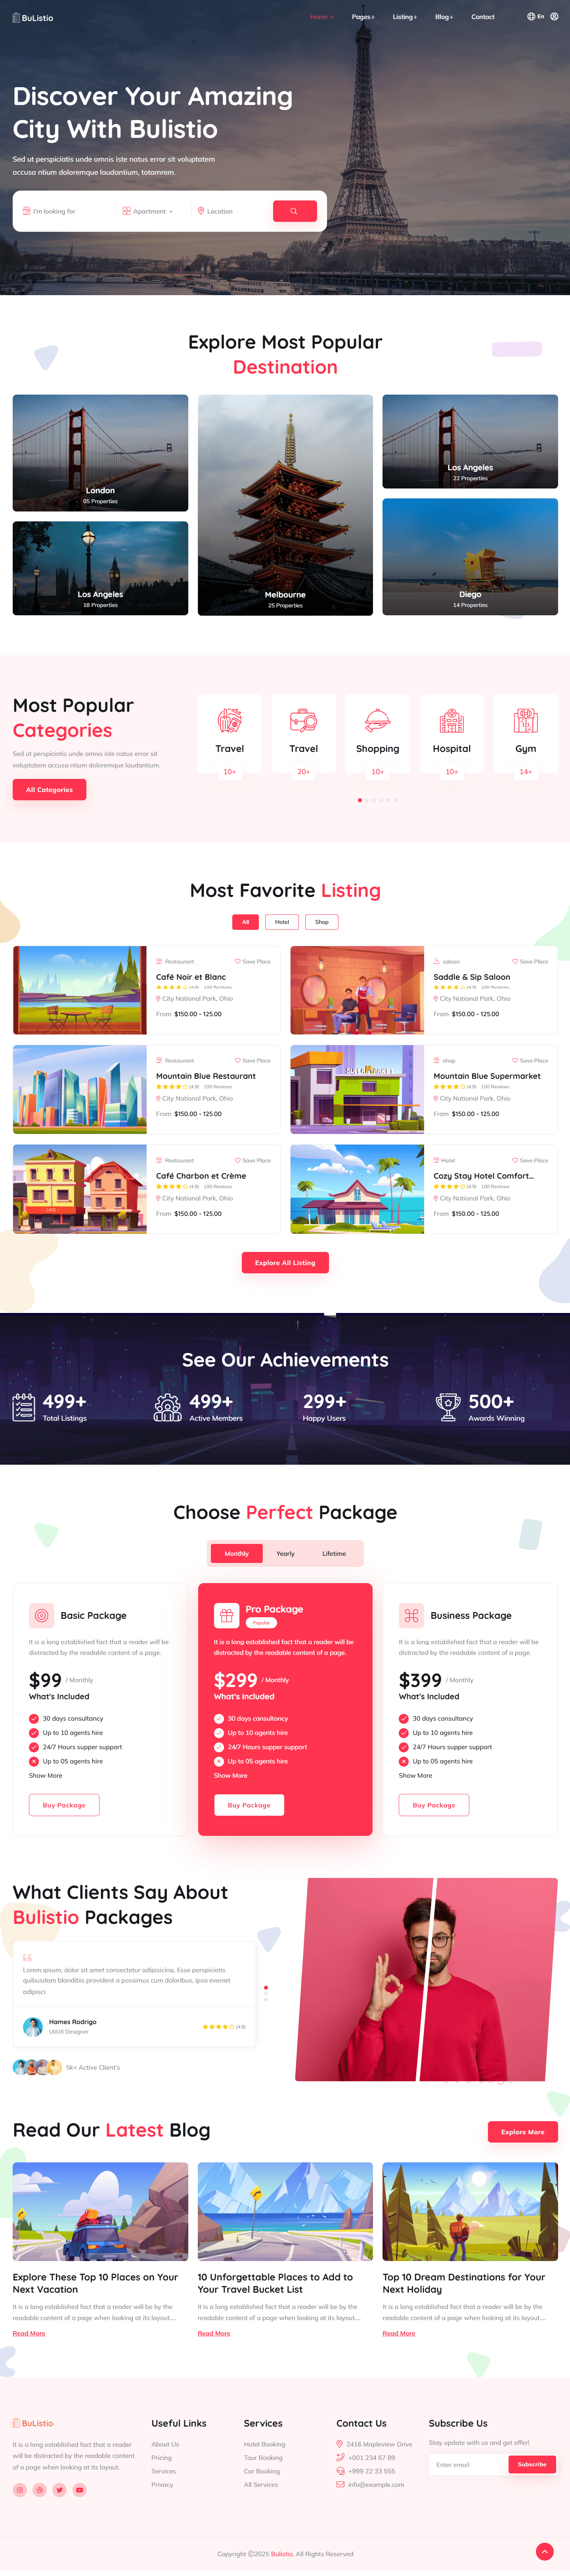 BuListio
Home +
Pages+
Listing+
Blog+
Contact
En
Discover Your Amazing
City With Bulistio
Sed ut perspiciatis unde omnis iste natus error sit voluptatem
accusa ntium doloremque laudantium, totamrem.
I'm looking for
Apartment
Location
Explore Most Popular
Destination
London
05 Properties
Los Angeles
18 Properties
Melbourne
25 Properties
Los Angeles
22 Properties
Diego
14 Properties
Most Popular
Categories
Sed ut perspiciatis unde omnis iste natus error sit
voluptatem accusa ntium doloremque laudantium.
All Categories
Travel
10+
Travel
20+
Shopping
10+
Hospital
10+
Gym
14+
Most Favorite Listing
All
Hotel
Shop
Restaurant
Save Place
Café Noir et Blanc
(4.9) 100 Reviews
City National Park, Ohio
From $150.00 - 125.00
saloon
Save Place
Saddle & Sip Saloon
(4.9) 100 Reviews
City National Park, Ohio
From $150.00 - 125.00
Restaurant
Save Place
Mountain Blue Restaurant
(4.9) 100 Reviews
City National Park, Ohio
From $150.00 - 125.00
shop
Save Place
Mountain Blue Supermarket
(4.9) 100 Reviews
City National Park, Ohio
From $150.00 - 125.00
CAFE
Restaurant
Save Place
Café Charbon et Crème
(4.9) 100 Reviews
City National Park, Ohio
From $150.00 - 125.00
Hotel
Save Place
Cozy Stay Hotel Comfort...
(4.9) 100 Reviews
City National Park, Ohio
From $150.00 - 125.00
Explore All Listing
See Our Achievements
499+
Total Listings
499+
Active Members
299+
Happy Users
500+
Awards Winning
Choose Perfect Package
Monthly
Yearly
Lifetime
Basic Package
It is a long established fact that a reader will be
distracted by the readable content of a page.
$99 / Monthly
What's Included
30 days consultancy
Up to 10 agents hire
24/7 Hours supper support
Up to 05 agents hire
Show More
Buy Package
Pro Package
Popular
It is a long established fact that a reader will be
distracted by the readable content of a page.
$299 / Monthly
What's Included
30 days consultancy
Up to 10 agents hire
24/7 Hours supper support
Up to 05 agents hire
Show More
Buy Package
Business Package
It is a long established fact that a reader will be
distracted by the readable content of a page.
$399 / Monthly
What's Included
30 days consultancy
Up to 10 agents hire
24/7 Hours supper support
Up to 05 agents hire
Show More
Buy Package
What Clients Say About
Bulistio Packages
Lorem ipsum, dolor sit amet consectetur adipisicing. Esse perspiciatis
quibusdam blanditiis provident a possimus cum doloribus, ipsa eveniet
adipisci
Hames Rodrigo
UI/UX Designer
(4.9)
5k+ Active Client's
Read Our Latest Blog
Explore More
Explore These Top 10 Places on Your
Next Vacation
It is a long established fact that a reader will be by the
readable content of a page when looking at its layout....
Read More
10 Unforgettable Places to Add to
Your Travel Bucket List
It is a long established fact that a reader will be by the
readable content of a page when looking at its layout....
Read More
Top 10 Dream Destinations for Your
Next Holiday
It is a long established fact that a reader will be by the
readable content of a page when looking at its layout....
Read More
BuListio
It is a long established fact that a reader
will be distracted by the readable content
of a page when looking at its layout.
Useful Links
About Us
Pricing
Services
Privacy
Services
Hotel Booking
Tour Booking
Car Booking
All Services
Contact Us
2416 Mapleview Drive
+001 234 67 89
+999 22 33 555
info@example.com
Subscribe Us
Stay update with us and get offer!
Enter email
Subscribe
Copyright ©2025 Bulistio. All Rights Reserved